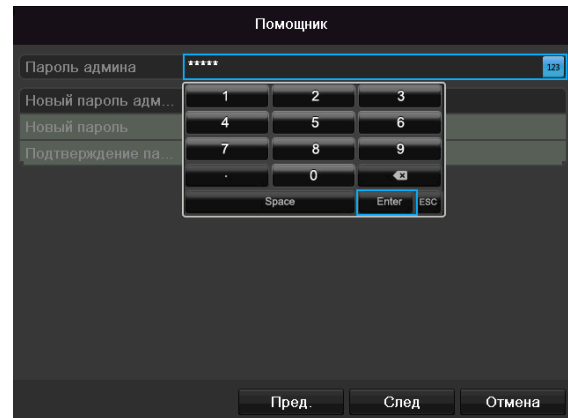 Помощник
Пароль админа ***** 123
Новый пароль адм...
Новый пароль
Подтверждение па...
1 2 3
4 5 6
7 8 9
. 0
Space Enter ESC
Пред. След Отмена